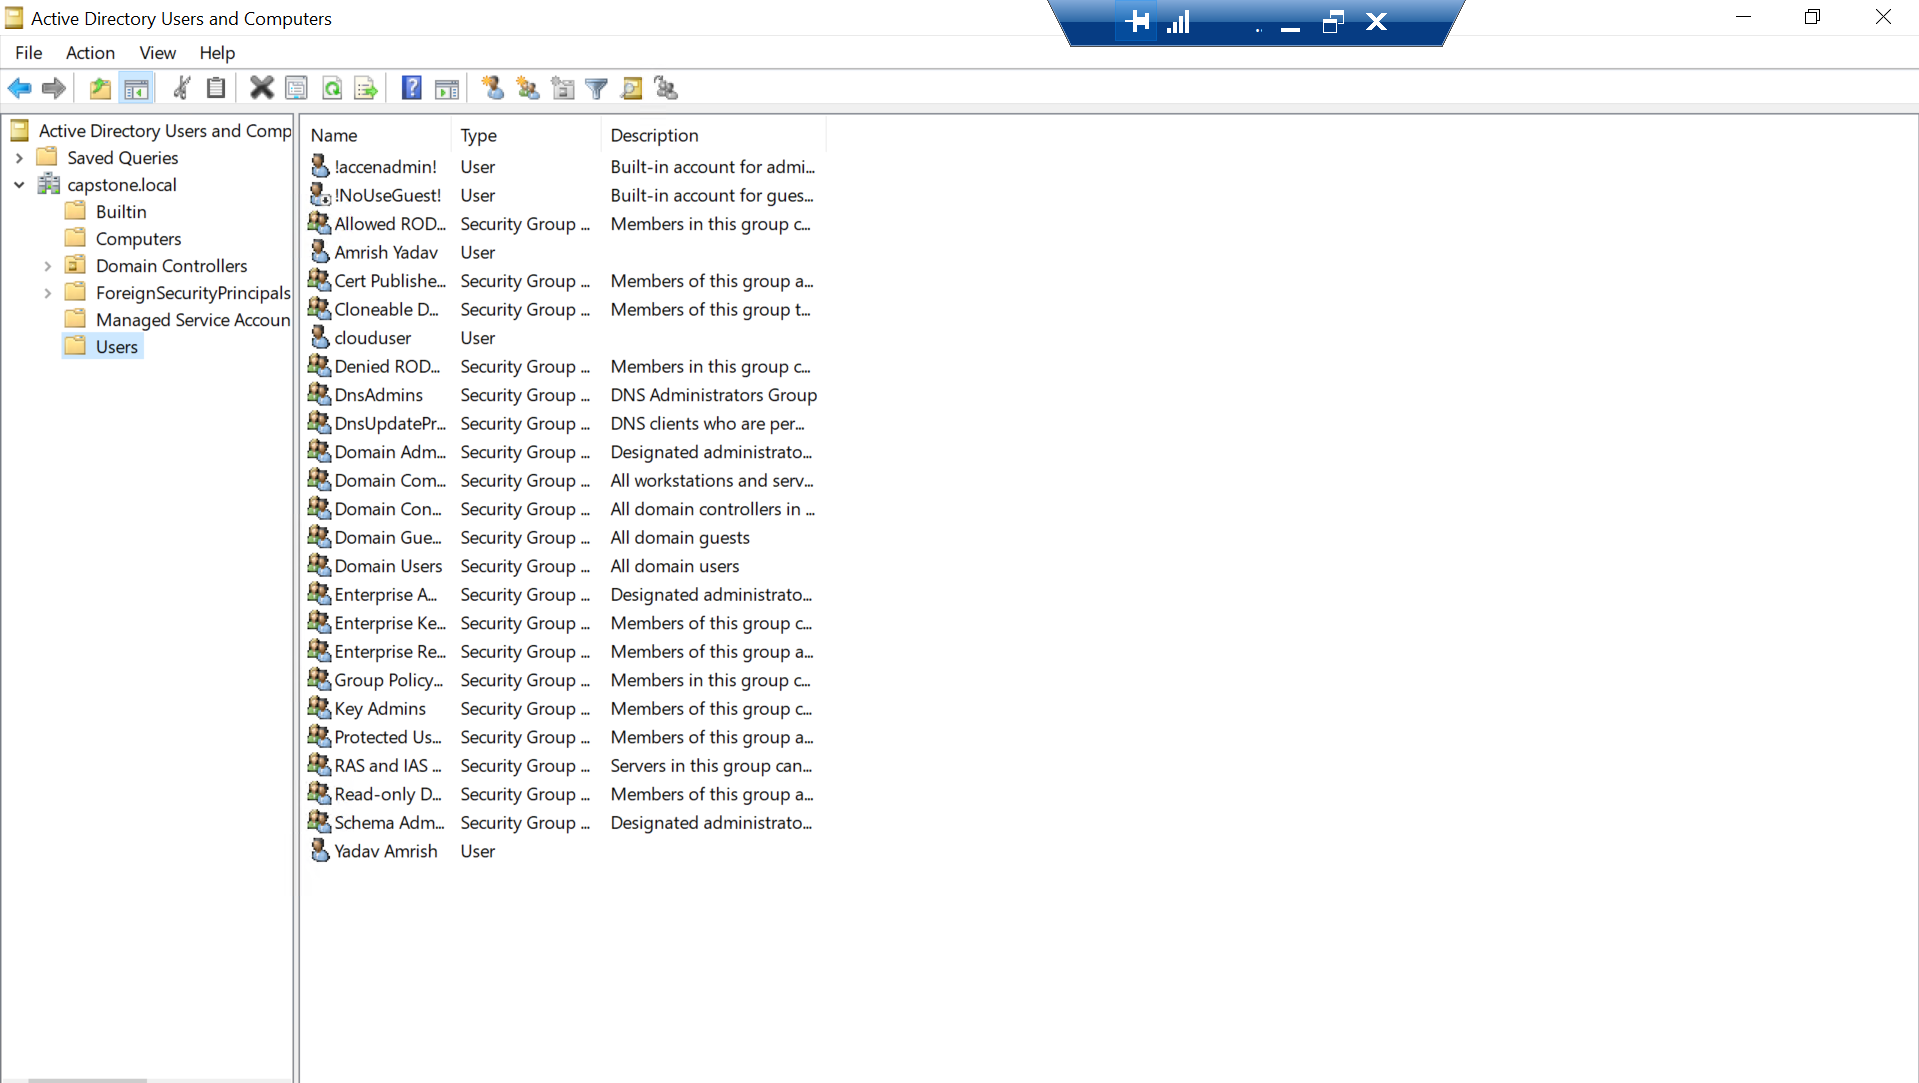 Active Directory Users and Computers
File Action View Help
Active Directory Users and Comp
Saved Queries
capstone.local
Builtin
Computers
Domain Controllers
ForeignSecurityPrincipals
Managed Service Accoun
Users
Name Type Description
!accenadmin! User Built-in account for admi...
!NoUseGuest! User Built-in account for gues...
Allowed ROD... Security Group ... Members in this group c...
Amrish Yadav User
Cert Publishe... Security Group ... Members of this group a...
Cloneable D... Security Group ... Members of this group t...
clouduser User
Denied ROD... Security Group ... Members in this group c...
DnsAdmins Security Group ... DNS Administrators Group
DnsUpdatePr... Security Group ... DNS clients who are per...
Domain Adm... Security Group ... Designated administrato...
Domain Com... Security Group ... All workstations and serv...
Domain Con... Security Group ... All domain controllers in ...
Domain Gue... Security Group ... All domain guests
Domain Users Security Group ... All domain users
Enterprise A... Security Group ... Designated administrato...
Enterprise Ke... Security Group ... Members of this group c...
Enterprise Re... Security Group ... Members of this group a...
Group Policy... Security Group ... Members in this group c...
Key Admins Security Group ... Members of this group c...
Protected Us... Security Group ... Members of this group a...
RAS and IAS ... Security Group ... Servers in this group can...
Read-only D... Security Group ... Members of this group a...
Schema Adm... Security Group ... Designated administrato...
Yadav Amrish User